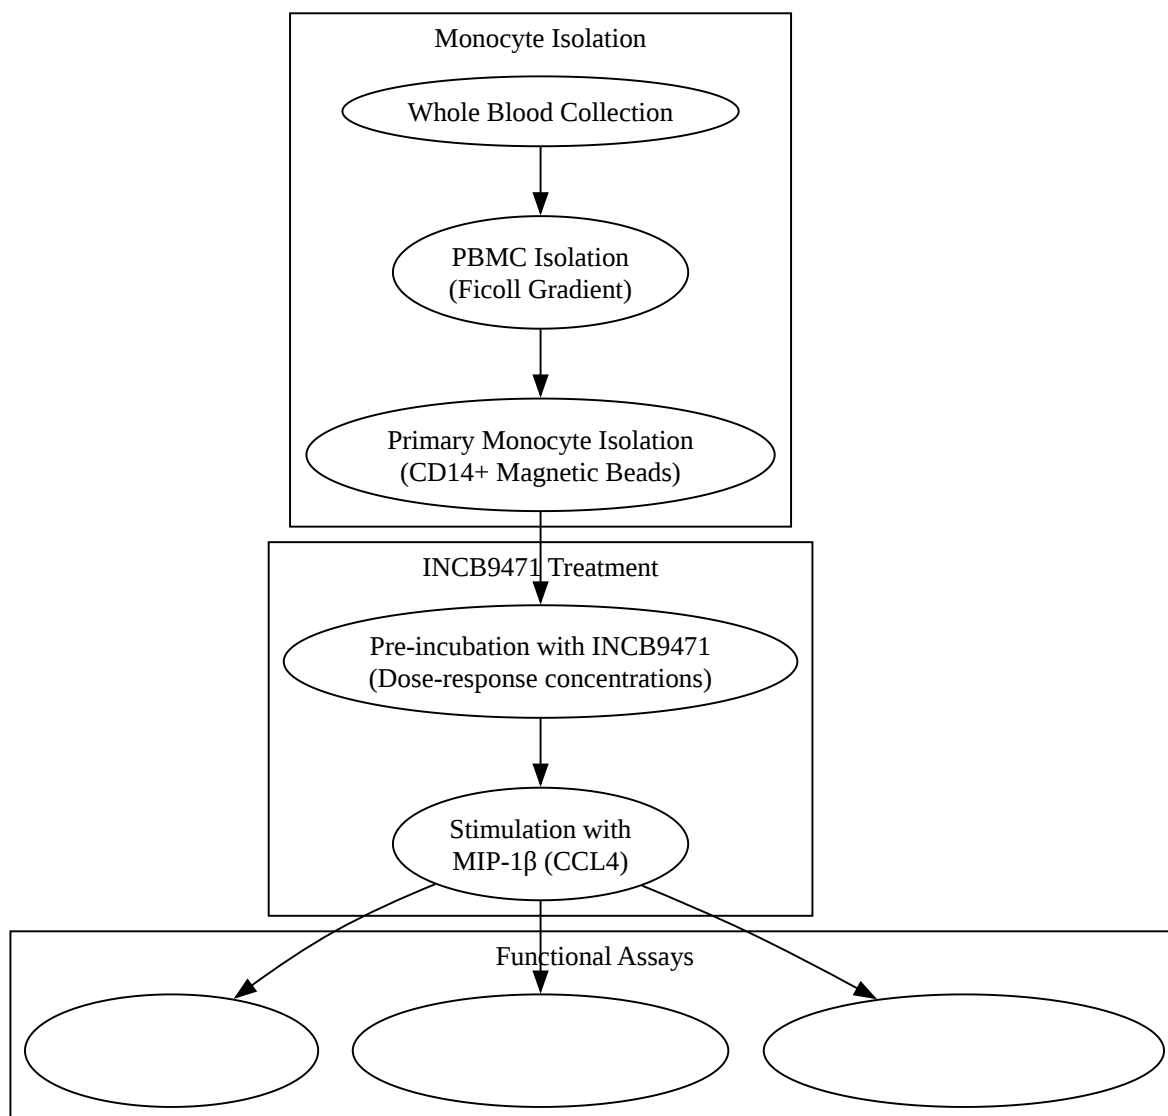 Monocyte Isolation
Whole Blood Collection
PBMC Isolation
(Ficoll Gradient)
Primary Monocyte Isolation
(CD14+ Magnetic Beads)
INCB9471 Treatment
Pre-incubation with INCB9471
(Dose-response concentrations)
Stimulation with
MIP-1β (CCL4)
Functional Assays